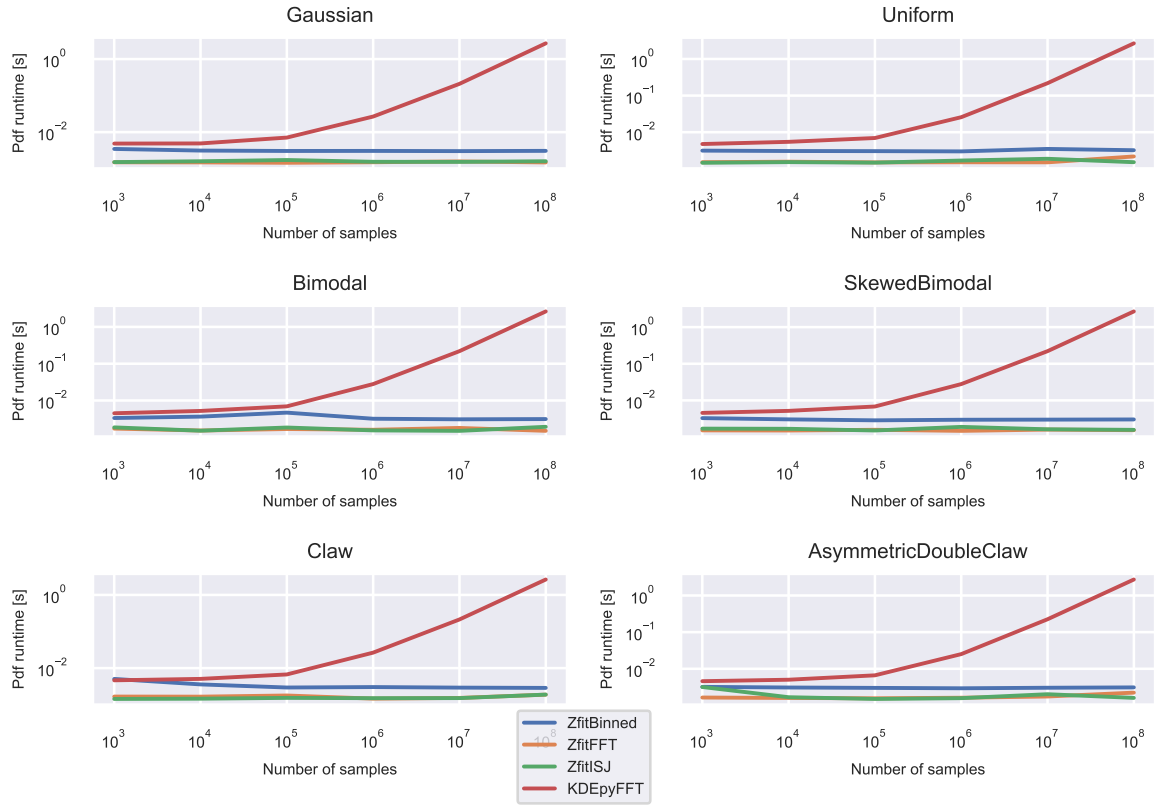 Gaussian
Uniform
Pdf runtime [s]
10^0
10^-2
10^3 10^4 10^5 10^6 10^7 10^8
Number of samples
Pdf runtime [s]
10^0
10^-1
10^-2
10^3 10^4 10^5 10^6 10^7 10^8
Number of samples
Bimodal
SkewedBimodal
Pdf runtime [s]
10^0
10^-1
10^-2
10^3 10^4 10^5 10^6 10^7 10^8
Number of samples
Pdf runtime [s]
10^0
10^-1
10^-2
10^3 10^4 10^5 10^6 10^7 10^8
Number of samples
Claw
AsymmetricDoubleClaw
Pdf runtime [s]
10^0
10^-2
10^3 10^4 10^5 10^6 10^7 10^8
Number of samples
Pdf runtime [s]
10^0
10^-1
10^-2
10^3 10^4 10^5 10^6 10^7 10^8
Number of samples
ZfitBinned
ZfitFFT
ZfitISJ
KDEpyFFT